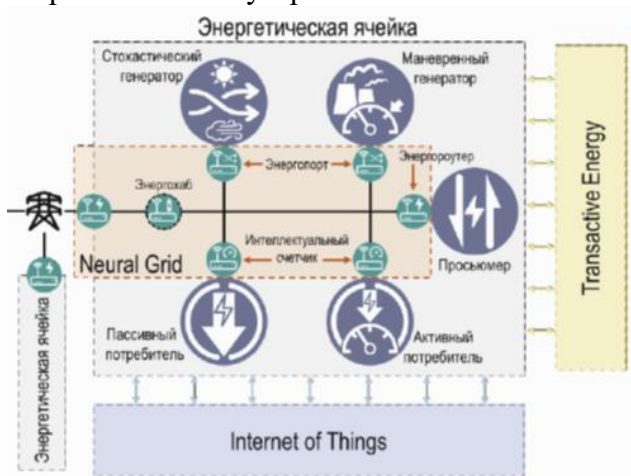 Энергетическая ячейка
Стохастический
генератор
Маневренный
генератор
Энергопорт
Энергороутер
Энергохаб
Neural Grid
Интеллектуальный
счетчик
Просьюмер
Пассивный
потребитель
Активный
потребитель
Энергетическая ячейка
Transactive Energy
Internet of Things